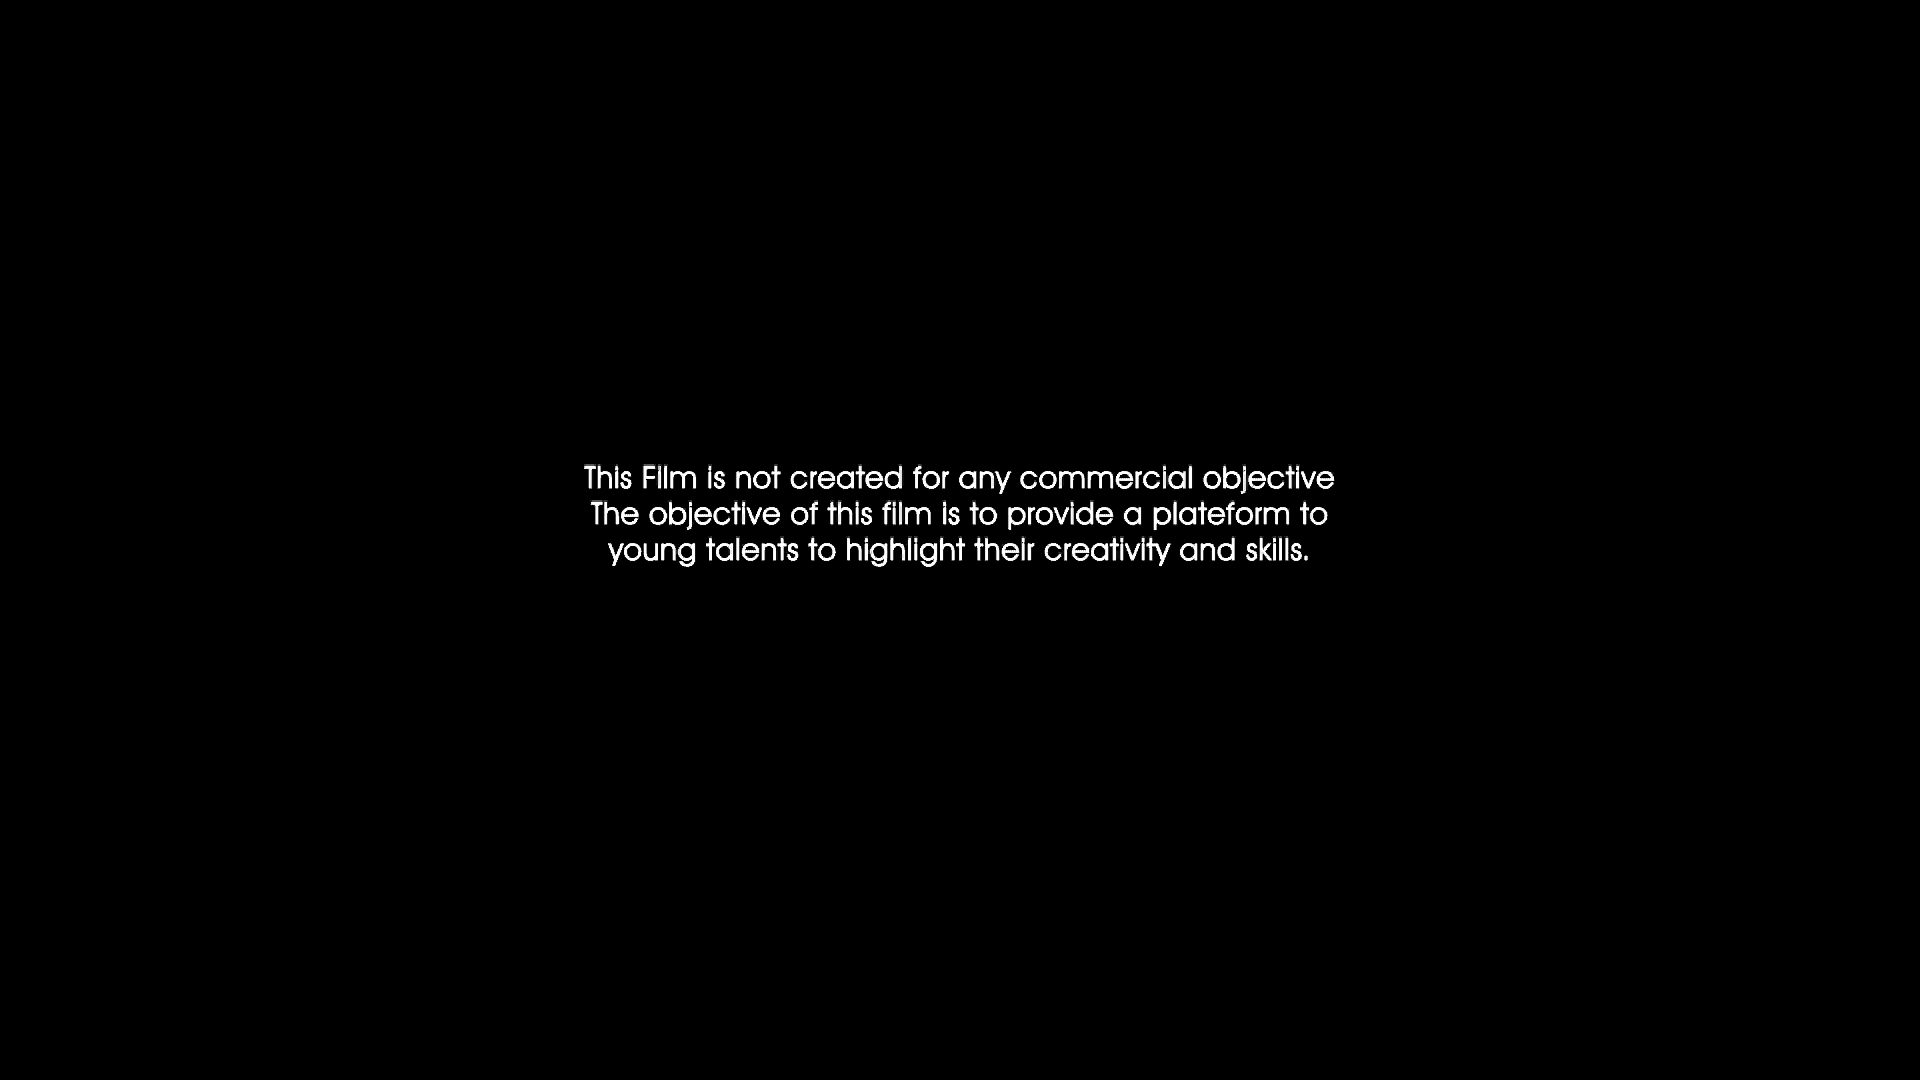 This Film is not created for any commercial objective
The objective of this film is to provide a plateform to
young talents to highlight their creativity and skills.